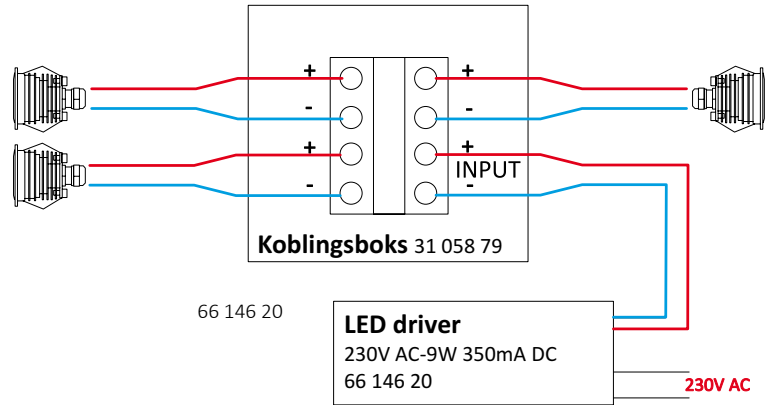 + +
- -
+ +
INPUT
- -
Koblingsboks 31 058 79
66 146 20
LED driver
230V AC-9W 350mA DC
66 146 20
230V AC